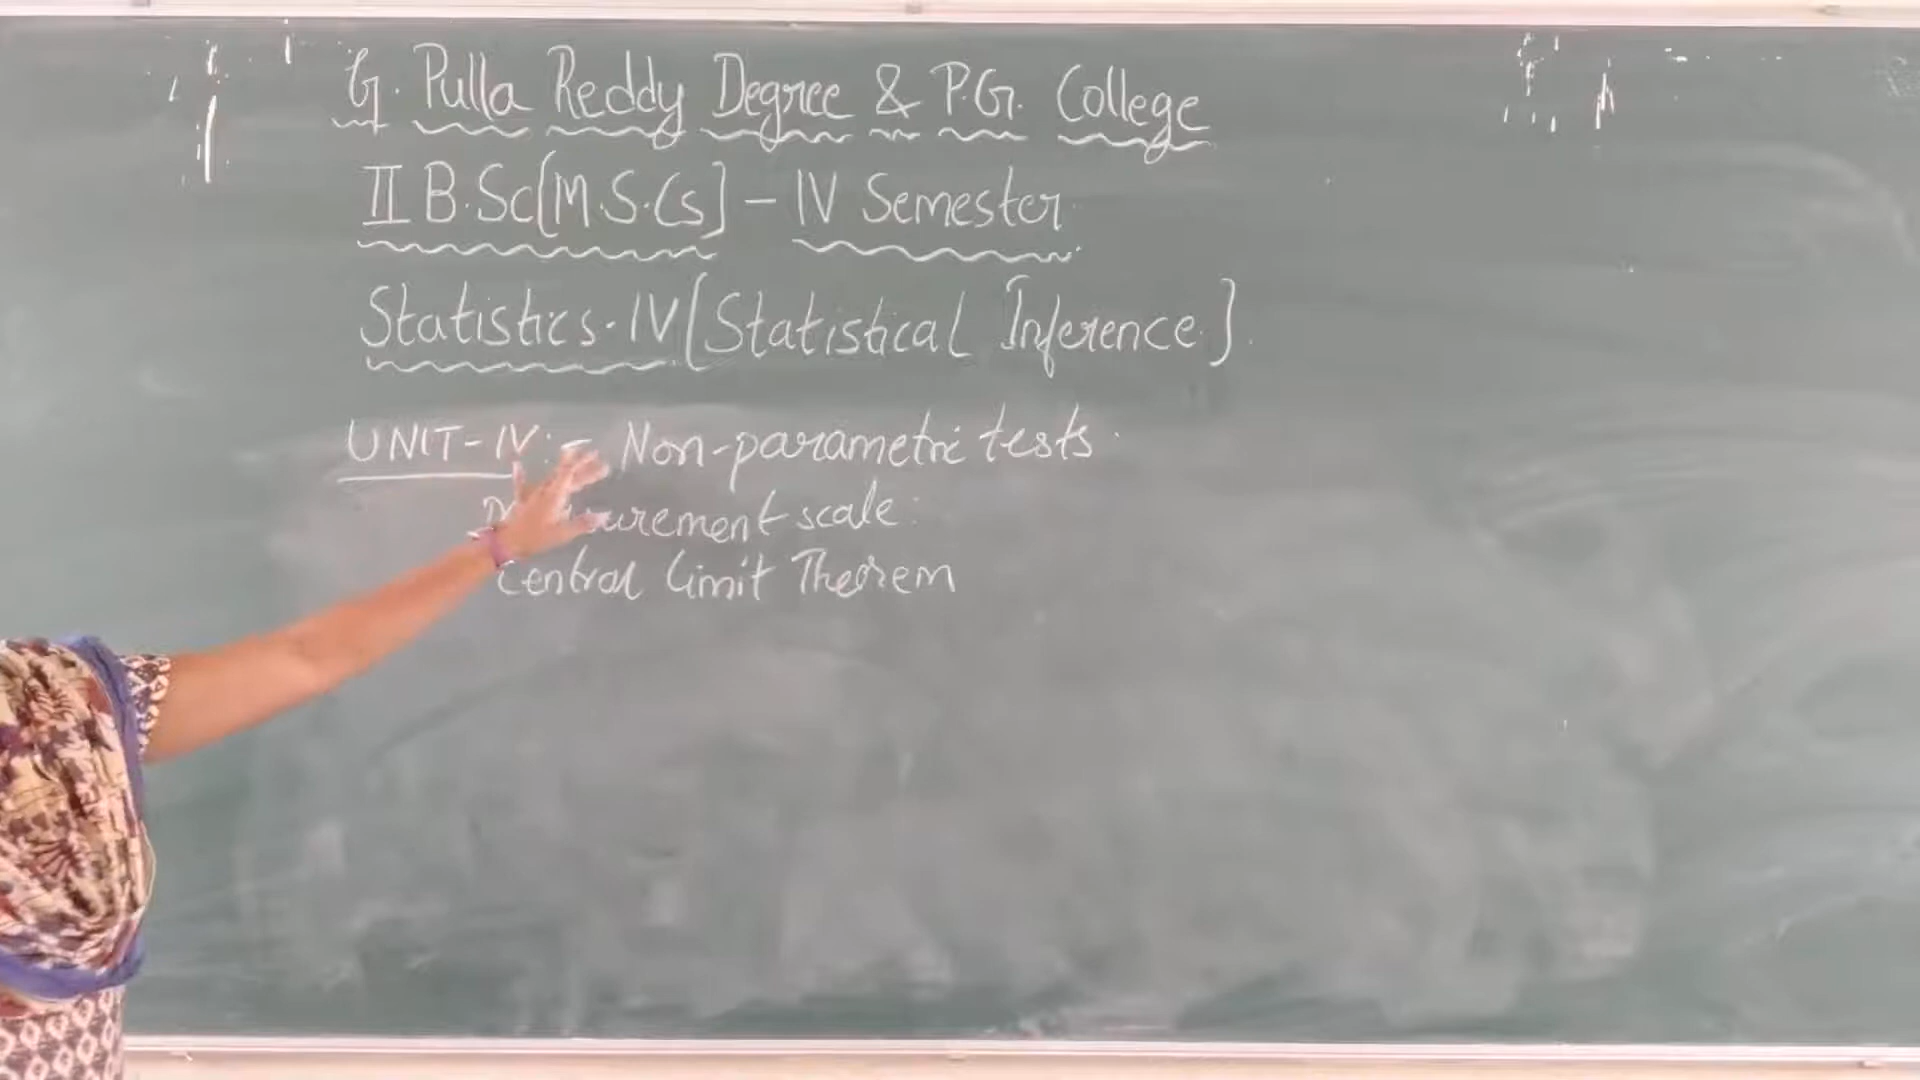 G. Pulla Reddy Degree & P.G. College
II B.Sc[M.S.Cs] - IV Semester
Statistics-IV [Statistical Inference]
UNIT-IV:- Non-parametric tests.
scale:
Central Limit Theorem